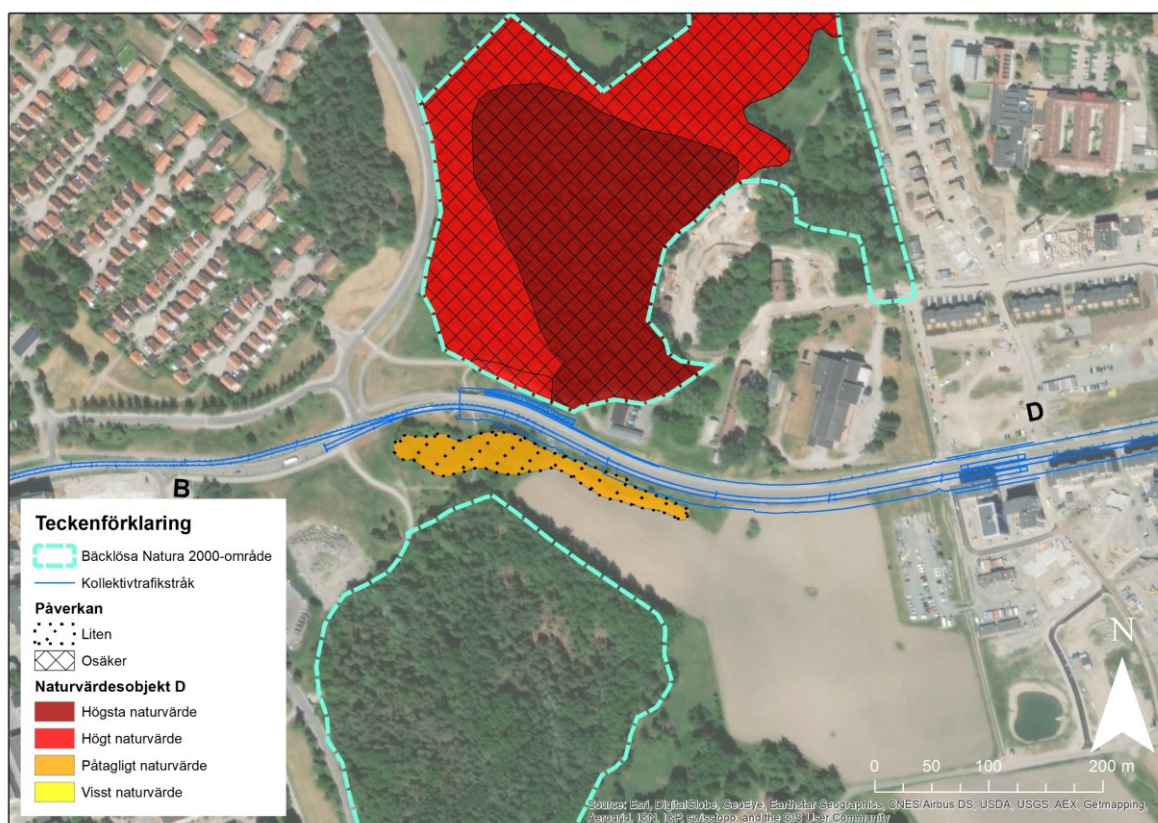 D
B
Teckenförklaring
Bäcklösa Natura 2000-område
Kollektivtrafikstråk
Påverkan
Liten
Osäker
Naturvärdesobjekt D
Högsta naturvärde
Högt naturvärde
Påtagligt naturvärde
Visst naturvärde
N
0 50 100 200 m
Source: Esri, DigitalGlobe, GeoEye, Earthstar Geographics, CNES/Airbus DS, USDA, USGS, AEX, Getmapping,
Aerogrid, IGN, IGP, swisstopo, and the GIS User Community